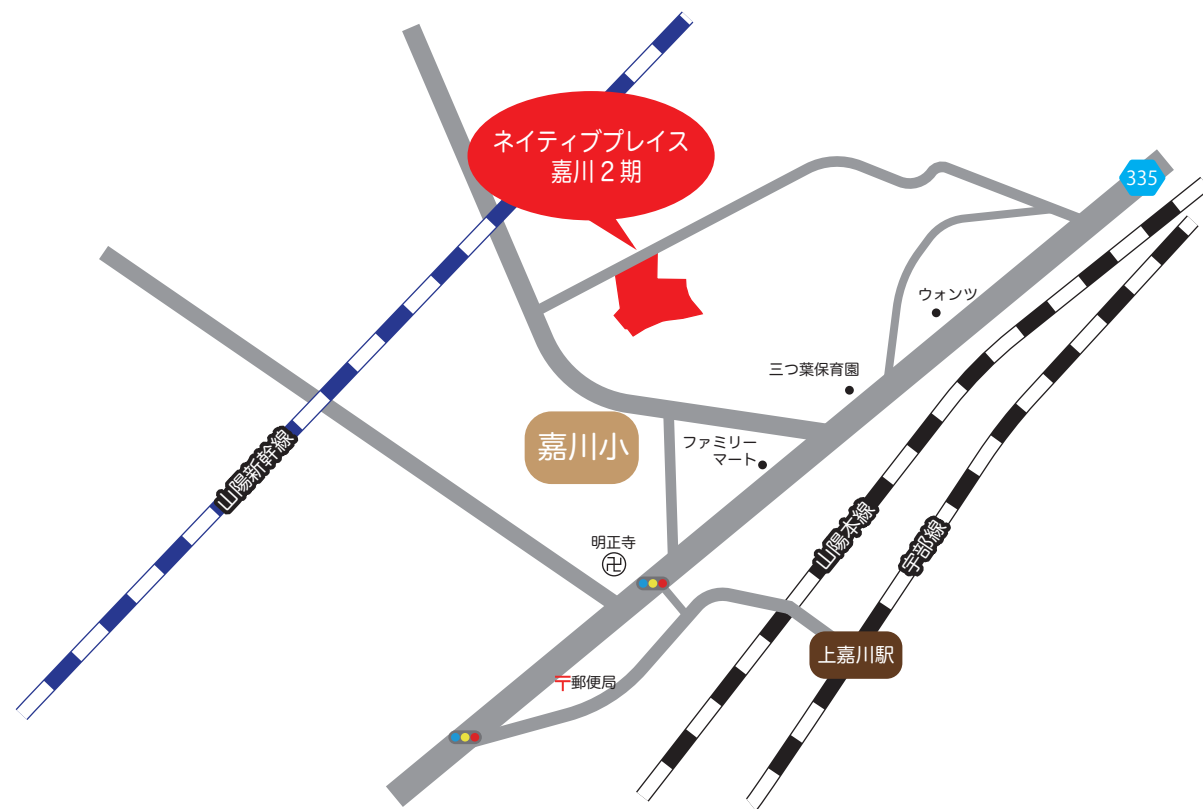 ネイティブプレイス
嘉川2期
335
ウォンツ
三つ葉保育園
嘉川小
ファミリー
マート
山陽新幹線
山陽本線
宇部線
明正寺
卍
上嘉川駅
〒郵便局